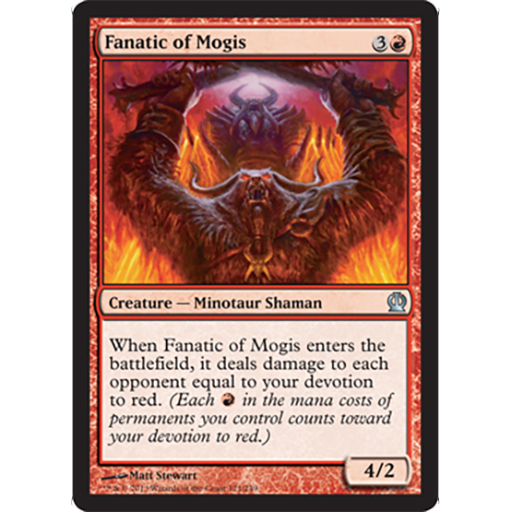 Fanatic of Mogis 3
Creature — Minotaur Shaman
When Fanatic of Mogis enters the
battlefield, it deals damage to each
opponent equal to your devotion
to red. (Each in the mana costs of
permanents you control counts toward
your devotion to red.)
Matt Stewart
4/2